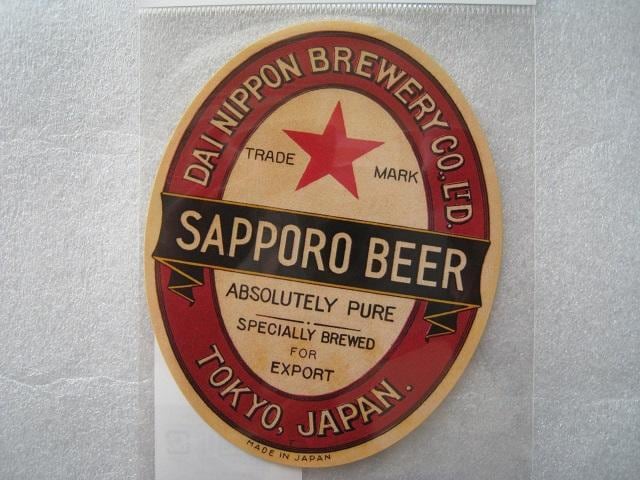 DAI NIPPON BREWERY CO., LTD.
TRADE MARK
SAPPORO BEER
ABSOLUTELY PURE
SPECIALLY BREWED
FOR
EXPORT
TOKYO, JAPAN.
MADE IN JAPAN